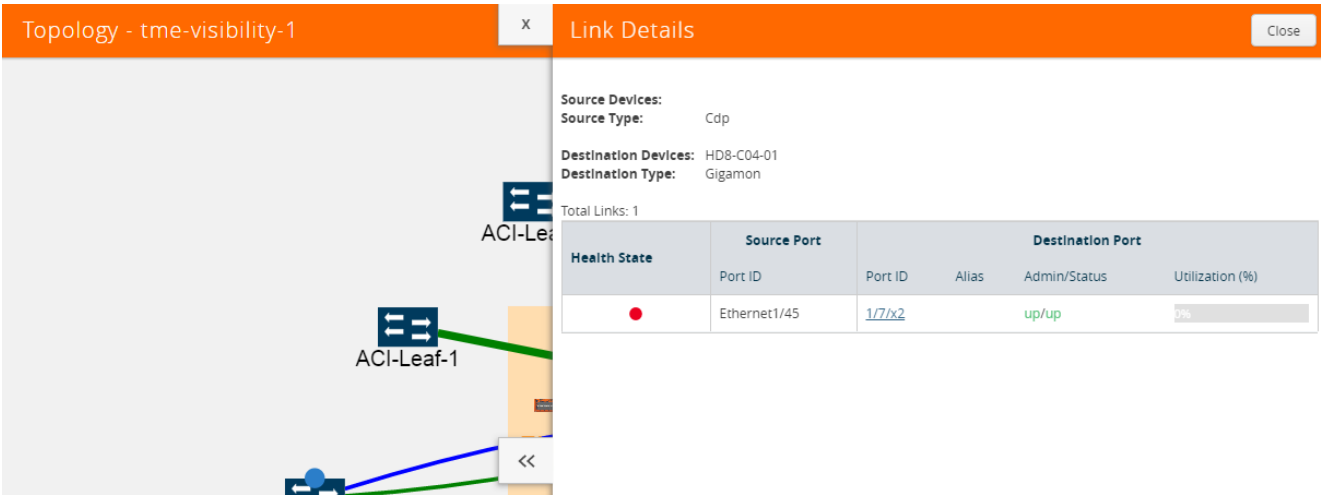 Topology - tme-visibility-1
x
ACI-Lea
ACI-Leaf-1
<<
Link Details
Close
Source Devices:
Source Type: Cdp
Destination Devices: HD8-C04-01
Destination Type: Gigamon
Total Links: 1
Health State Source Port Destination Port
Port ID Port ID Alias Admin/Status Utilization (%)
Ethernet1/45 1/7/x2 up/up 0%